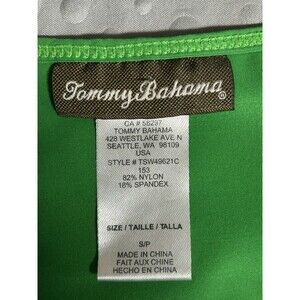 Tommy Bahama®
CA # 56297
TOMMY BAHAMA
428 WESTLAKE AVE N
SEATTLE, WA 98109
USA
STYLE # TSW49621C
153
82% NYLON
18% SPANDEX
SIZE / TAILLE / TALLA
S/P
MADE IN CHINA
FAIT AUX CHINE
HECHO EN CHINA